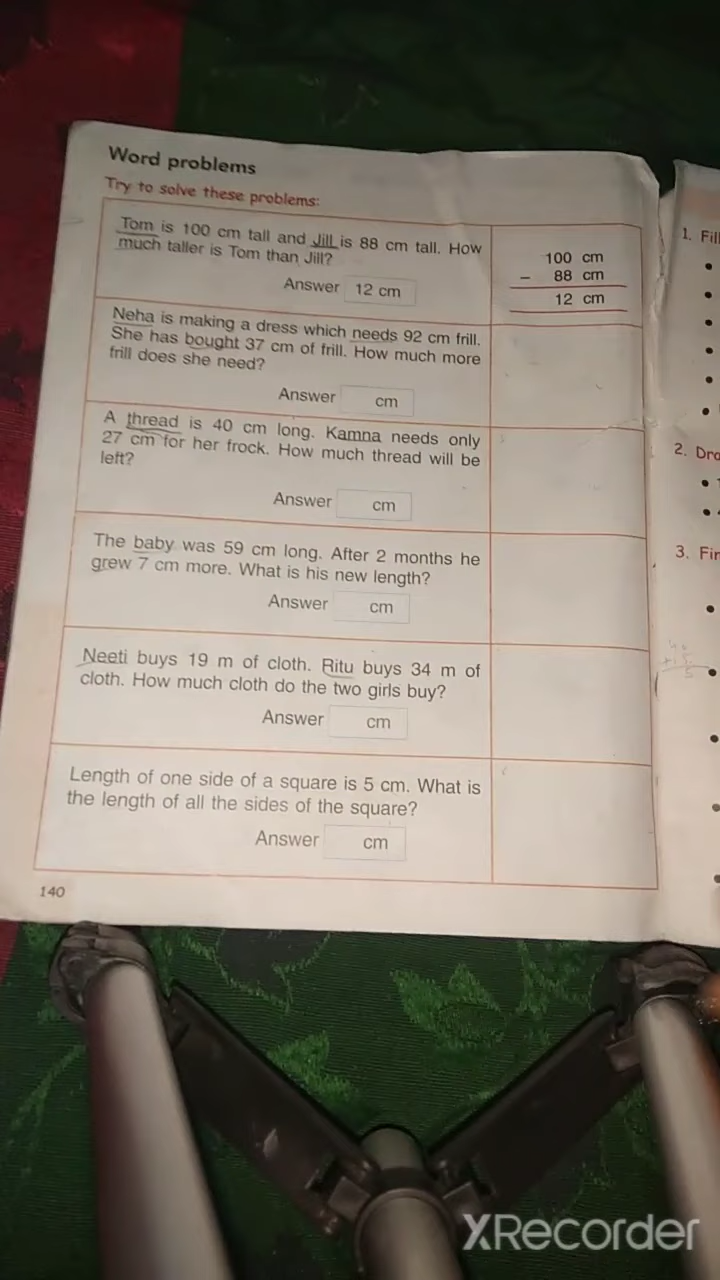 Word problems
Try to solve these problems:
Tom is 100 cm tall and Jill is 88 cm tall. How
much taller is Tom than Jill?
Answer 12 cm
100 cm
– 88 cm
12 cm
Neha is making a dress which needs 92 cm frill.
She has bought 37 cm of frill. How much more
frill does she need?
Answer cm
A thread is 40 cm long. Kamna needs only
27 cm for her frock. How much thread will be
left?
Answer cm
The baby was 59 cm long. After 2 months he
grew 7 cm more. What is his new length?
Answer cm
Neeti buys 19 m of cloth. Ritu buys 34 m of
cloth. How much cloth do the two girls buy?
Answer cm
Length of one side of a square is 5 cm. What is
the length of all the sides of the square?
Answer cm
140
1. Fill
2.
3.
XRecorder